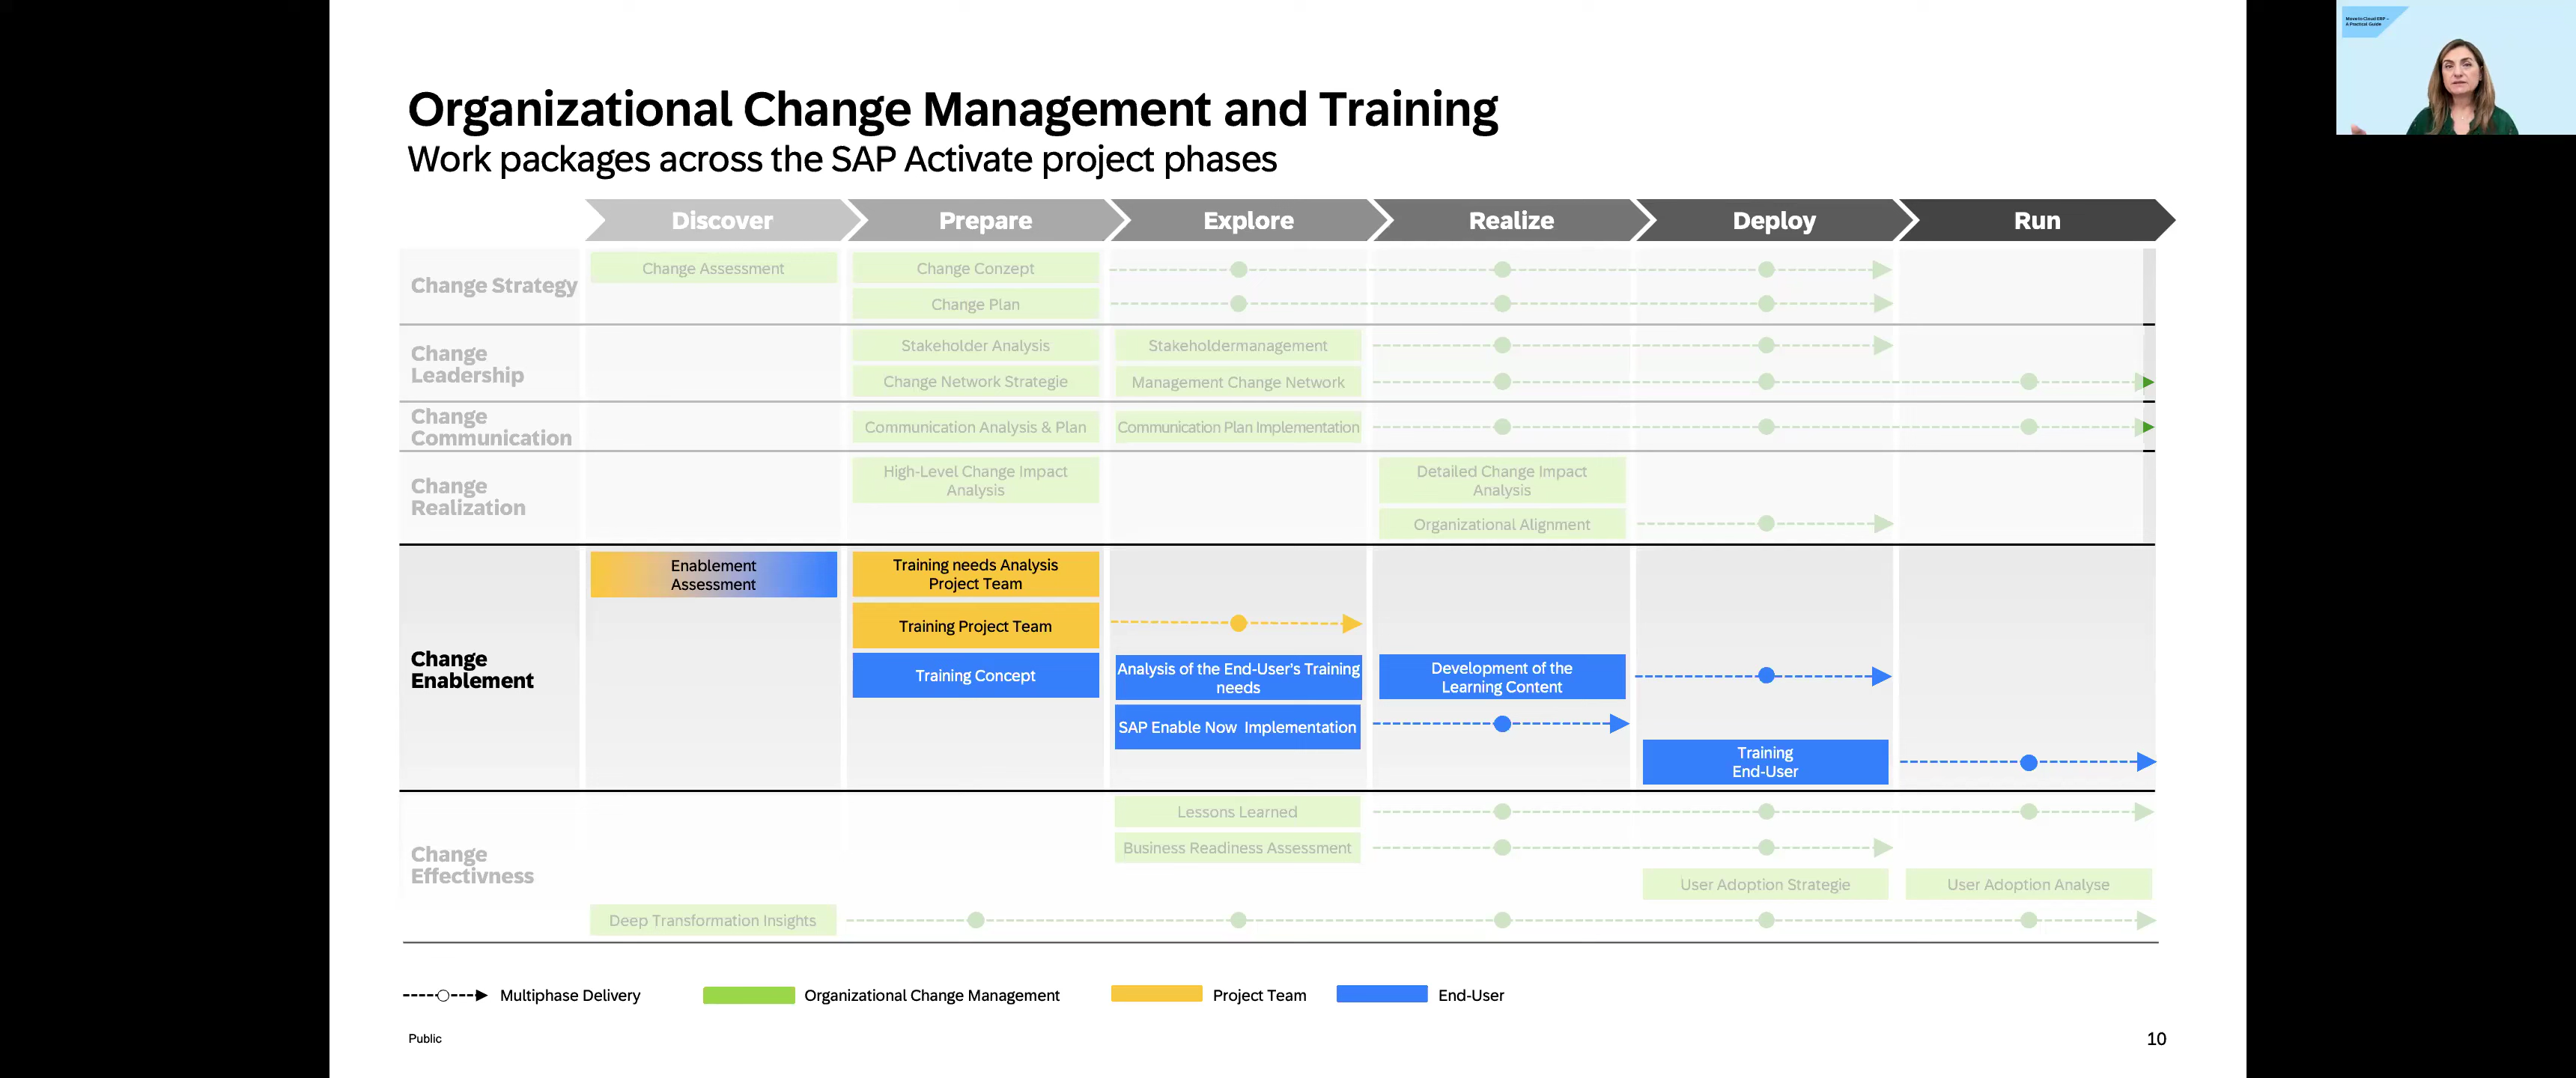 Move to Cloud ERP –
A Practical Guide
Organizational Change Management and Training
Work packages across the SAP Activate project phases
Discover
Prepare
Explore
Realize
Deploy
Run
Change Strategy
Change Assessment
Change Conzept
Change Plan
Change
Leadership
Stakeholder Analysis
Stakeholdermanagement
Change Network Strategie
Management Change Network
Change
Communication
Communication Analysis & Plan
Communication Plan Implementation
Change
Realization
High-Level Change Impact
Analysis
Detailed Change Impact
Analysis
Organizational Alignment
Change
Enablement
Enablement
Assessment
Training needs Analysis
Project Team
Training Project Team
Training Concept
Analysis of the End-User's Training
needs
Development of the
Learning Content
SAP Enable Now Implementation
Training
End-User
Change
Effectivness
Lessons Learned
Business Readiness Assessment
User Adoption Strategie
User Adoption Analyse
Deep Transformation Insights
Multiphase Delivery
Organizational Change Management
Project Team
End-User
Public
10